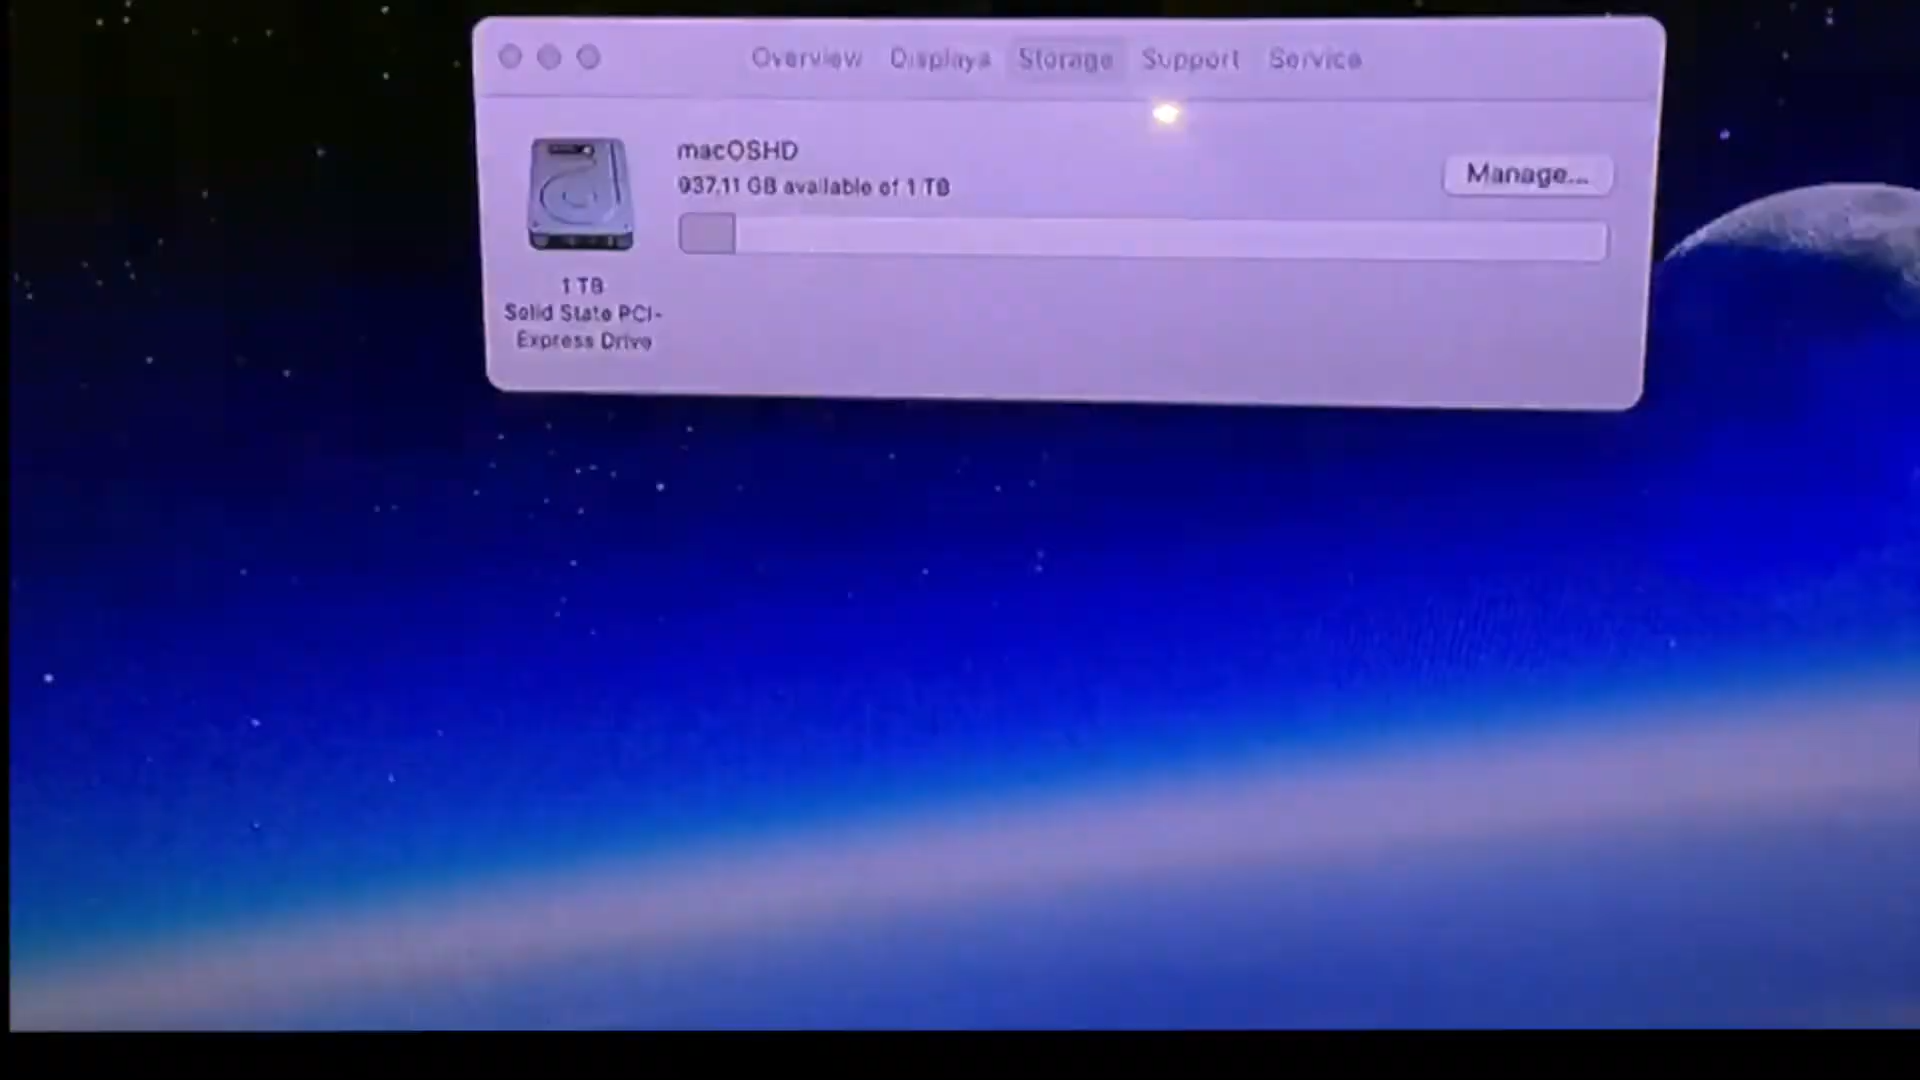 Overview Displays Storage Support Service
macOSHD
937.11 GB available of 1 TB
Manage...
1 TB
Solid State PCI-
Express Drive